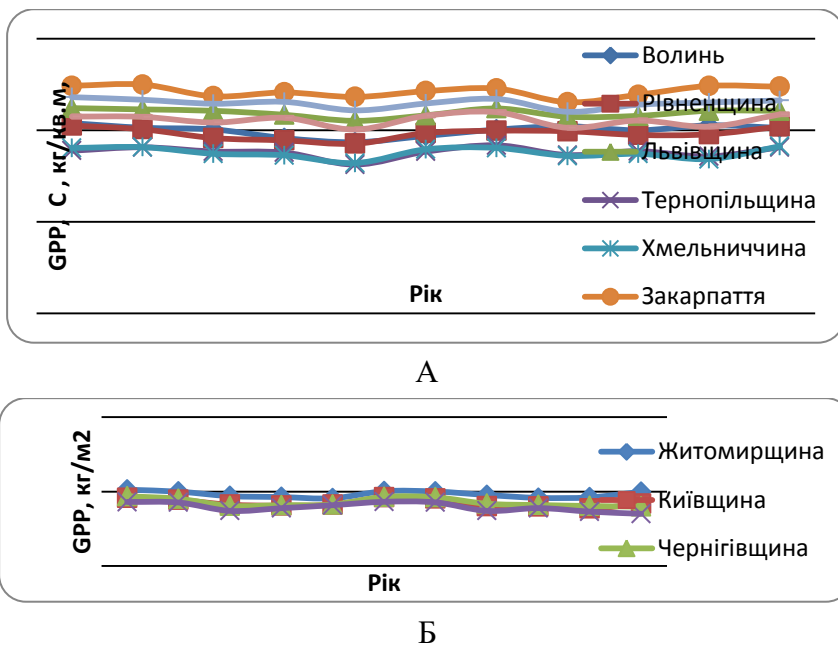 GPP, С , кг/кв.м,
Волинь
Рівненщина
Львівщина
Тернопільщина
Хмельниччина
Закарпаття
Рік
А
GPP, кг/м2
Житомирщина
Київщина
Чернігівщина
Рік
Б